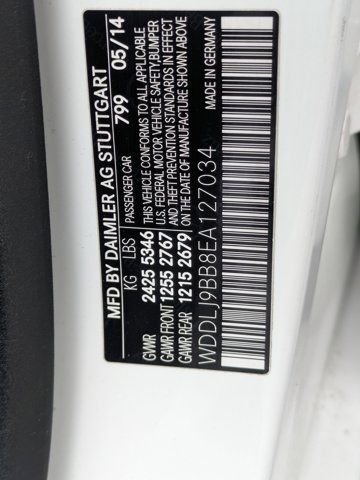 MFD BY DAIMLER AG STUTTGART
799 05/14
PASSENGER CAR
KG LBS
GVWR 2425 5346
GAWR FRONT 1255 2767
GAWR REAR 1215 2679
THIS VEHICLE CONFORMS TO ALL APPLICABLE
U.S. FEDERAL MOTOR VEHICLE SAFETY,BUMPER
AND THEFT PREVENTION STANDARDS IN EFFECT
ON THE DATE OF MANUFACTURE SHOWN ABOVE
WDDLJ9BB8EA127034
MADE IN GERMANY